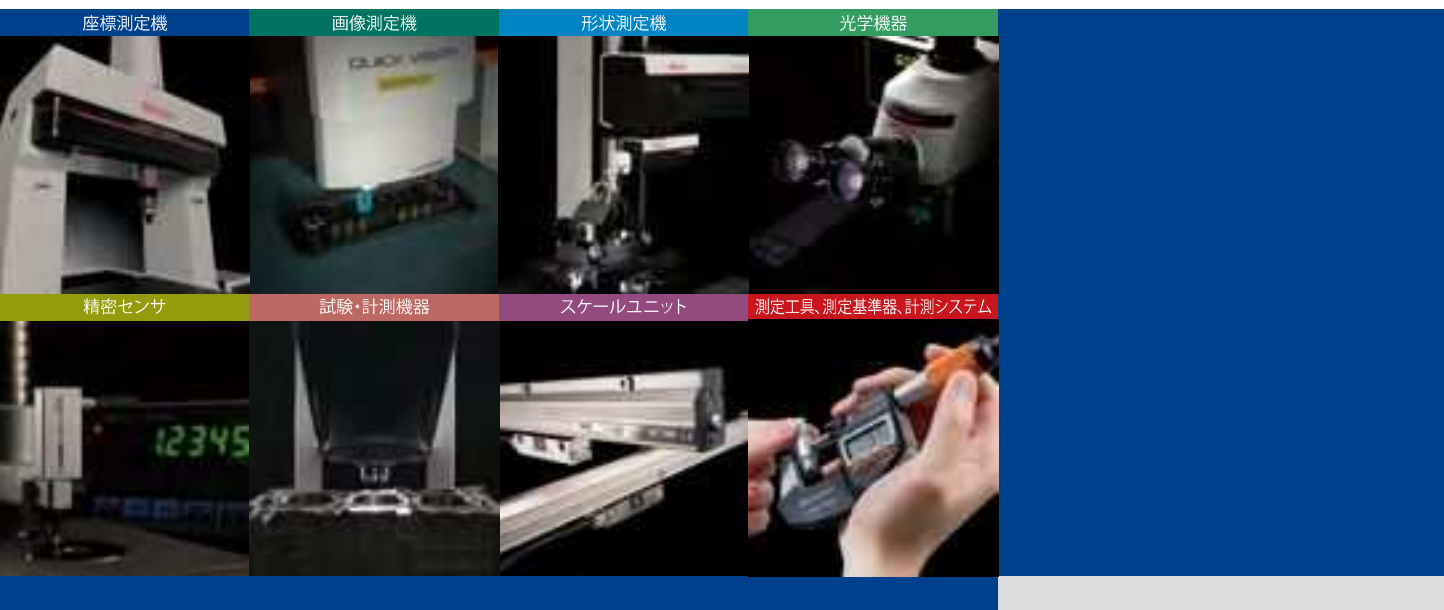 座標測定機
画像測定機
形状測定機
光学機器
QUICK VISION
精密センサ
試験・計測機器
スケールユニット
測定工具、測定基準器、計測システム
12345